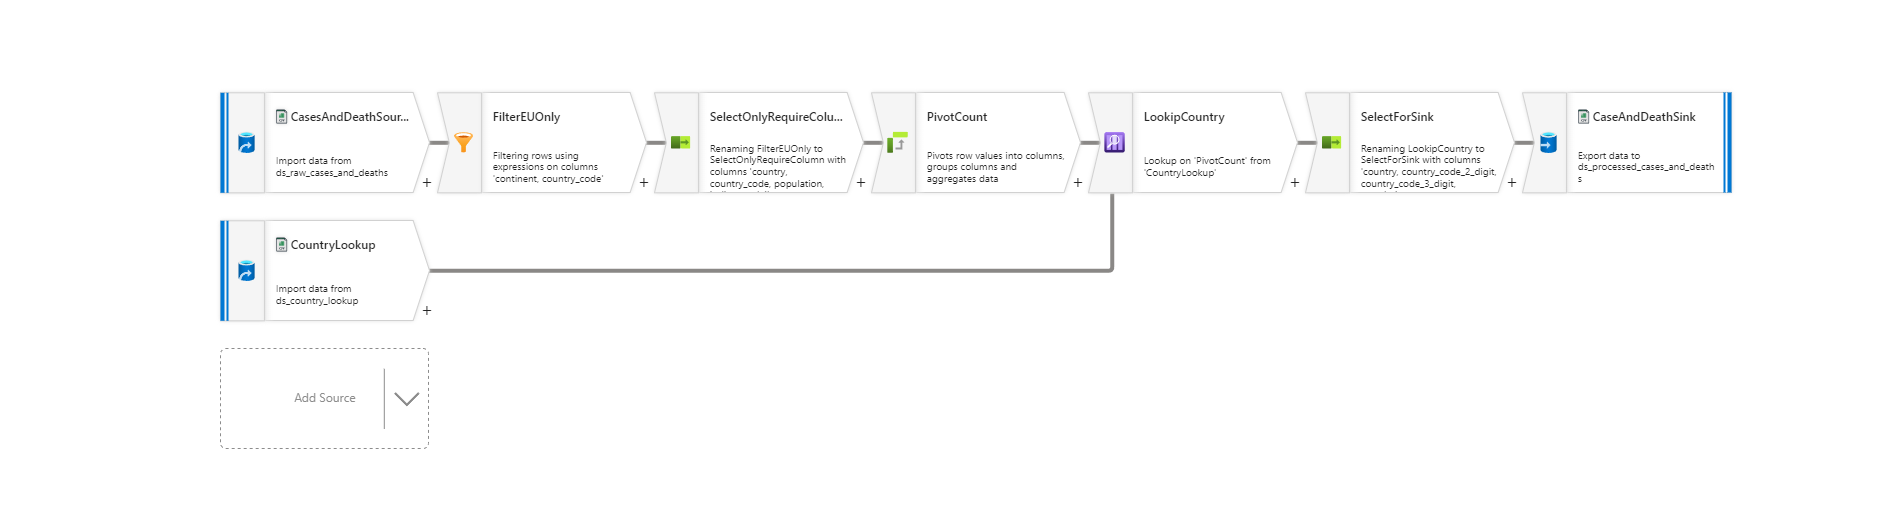 CasesAndDeathSour...
Import data from
ds_raw_cases_and_deaths
+
FilterEUOnly
Filtering rows using
expressions on columns
'continent, country_code'
+
SelectOnlyRequireColu...
Renaming FilterEUOnly to
SelectOnlyRequireColumn with
columns 'country,
country_code, population,
+
PivotCount
Pivots row values into columns,
groups columns and
aggregates data
+
LookipCountry
Lookup on 'PivotCount' from
'CountryLookup'
+
SelectForSink
Renaming LookipCountry to
SelectForSink with columns
'country, country_code_2_digit,
country_code_3_digit,
+
CaseAndDeathSink
Export data to
ds_processed_cases_and_death
s
CountryLookup
Import data from
ds_country_lookup
+
Add Source